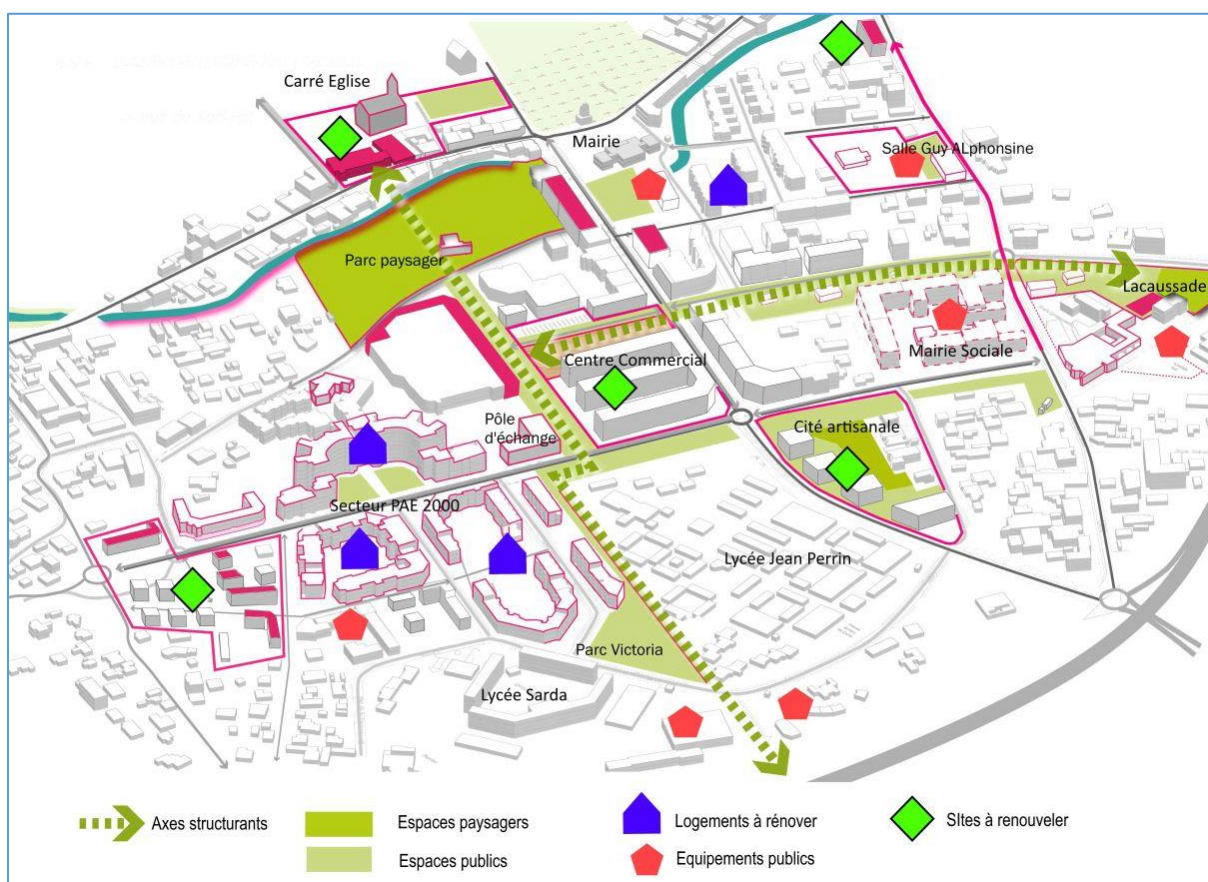 Carré Eglise
Mairie
Salle Guy ALphonsine
Parc paysager
Lacaussade
Centre Commercial
Mairie Sociale
Pôle
d'échange
Cité artisanale
Secteur PAE 2000
Lycée Jean Perrin
Parc Victoria
Lycée Sarda
Axes structurants
Espaces paysagers
Logements à rénover
SItes à renouveler
Espaces publics
Equipements publics